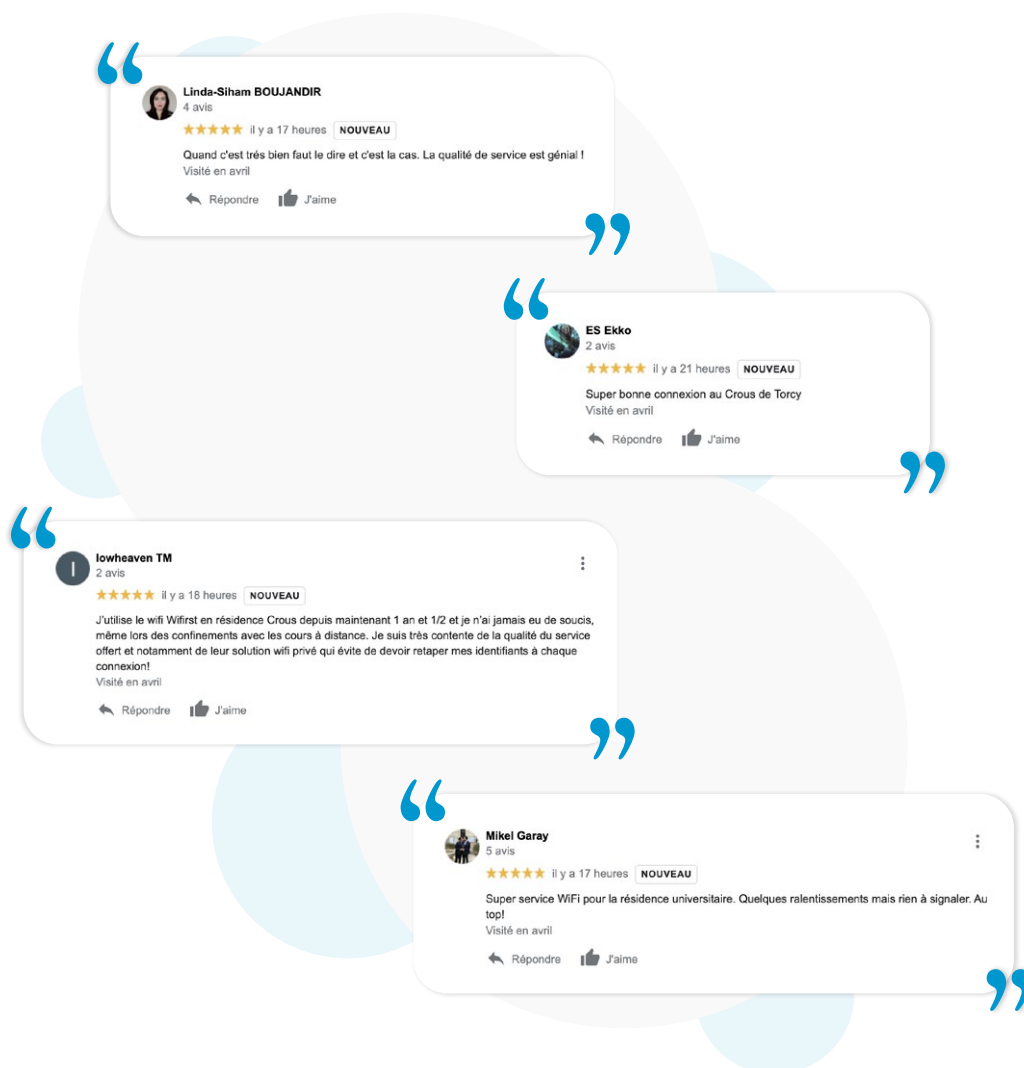 “
Linda-Siham BOUJANDIR
4 avis
★★★★★ il y a 17 heures NOUVEAU
Quand c'est trés bien faut le dire et c'est la cas. La qualité de service est génial !
Visité en avril
Répondre J'aime
”
“
ES Ekko
2 avis
★★★★★ il y a 21 heures NOUVEAU
Super bonne connexion au Crous de Torcy
Visité en avril
Répondre J'aime
”
“
I
lowheaven TM
2 avis
★★★★★ il y a 18 heures NOUVEAU
J'utilise le wifi Wifirst en résidence Crous depuis maintenant 1 an et 1/2 et je n'ai jamais eu de soucis,
même lors des confinements avec les cours à distance. Je suis très contente de la qualité du service
offert et notamment de leur solution wifi privé qui évite de devoir retaper mes identifiants à chaque
connexion!
Visité en avril
Répondre J'aime
”
“
Mikel Garay
5 avis
★★★★★ il y a 17 heures NOUVEAU
Super service WiFi pour la résidence universitaire. Quelques ralentissements mais rien à signaler. Au
top!
Visité en avril
Répondre J'aime
”